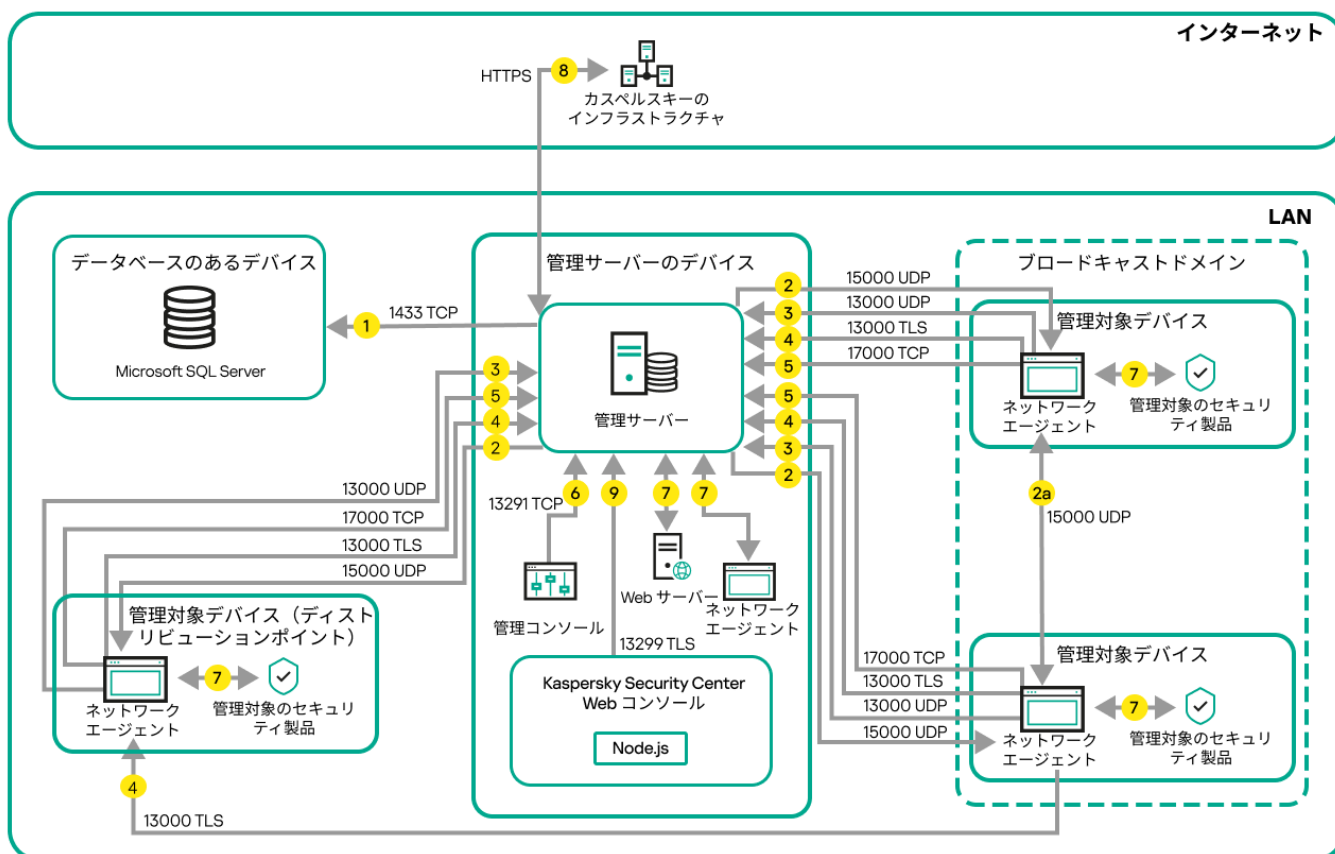 インターネット
HTTPS
8
カスペルスキーの
インフラストラクチャ
LAN
データベースのあるデバイス
Microsoft SQL Server
1433 TCP
1
管理サーバーのデバイス
管理サーバー
3
5
4
2
13000 UDP
17000 TCP
13000 TLS
15000 UDP
2
15000 UDP
3
13000 UDP
4
13000 TLS
5
17000 TCP
5
4
3
2
6
9
7
7
13291 TCP
管理コンソール
Web サーバー
ネットワーク
エージェント
13299 TLS
Kaspersky Security Center
Web コンソール
Node.js
管理対象デバイス（ディスト
リビューションポイント）
7
ネットワーク
エージェント
管理対象のセキュリ
ティ製品
4
13000 TLS
ブロードキャストドメイン
管理対象デバイス
7
ネットワーク
エージェント
管理対象のセキュリ
ティ製品
2a
15000 UDP
管理対象デバイス
17000 TCP
13000 TLS
13000 UDP
15000 UDP
7
ネットワーク
エージェント
管理対象のセキュリ
ティ製品